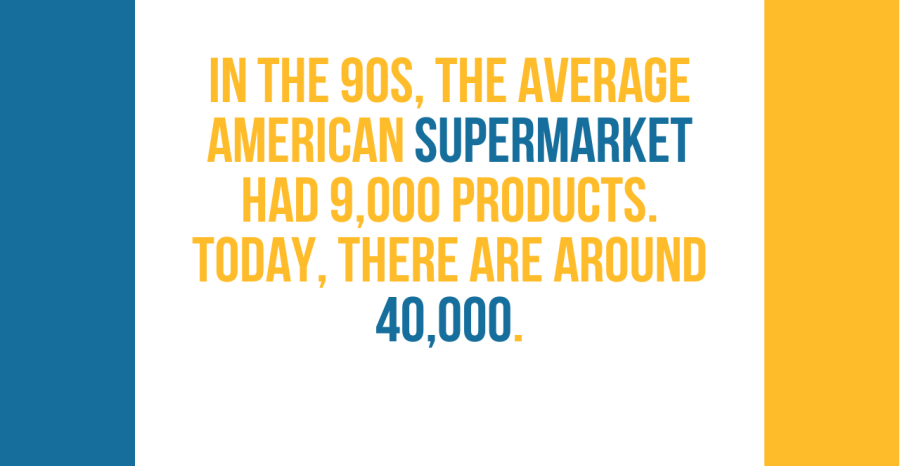 IN THE 90S, THE AVERAGE
AMERICAN SUPERMARKET
HAD 9,000 PRODUCTS.
TODAY, THERE ARE AROUND
40,000.